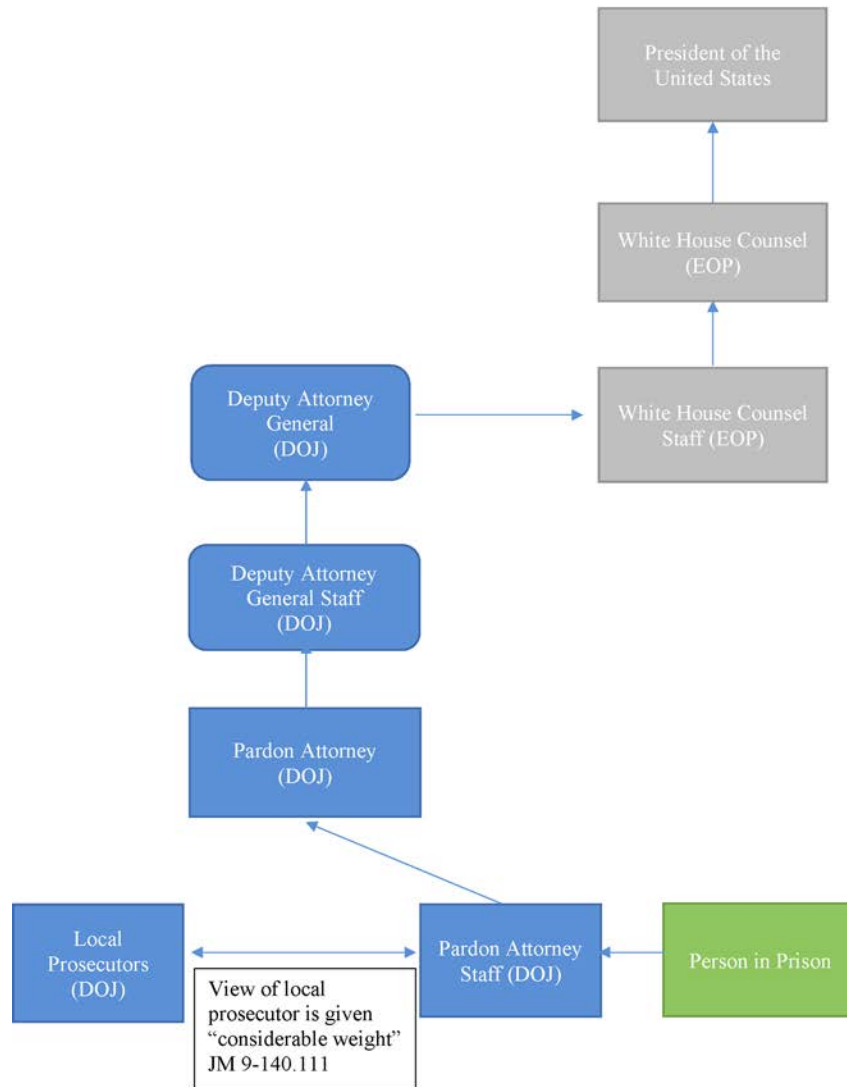 President of the
United States
White House Counsel
(EOP)
Deputy Attorney
General
(DOJ)
White House Counsel
Staff (EOP)
Deputy Attorney
General Staff
(DOJ)
Pardon Attorney
(DOJ)
Local
Prosecutors
(DOJ)
View of local
prosecutor is given
“considerable weight”
JM 9-140.111
Pardon Attorney
Staff (DOJ)
Person in Prison